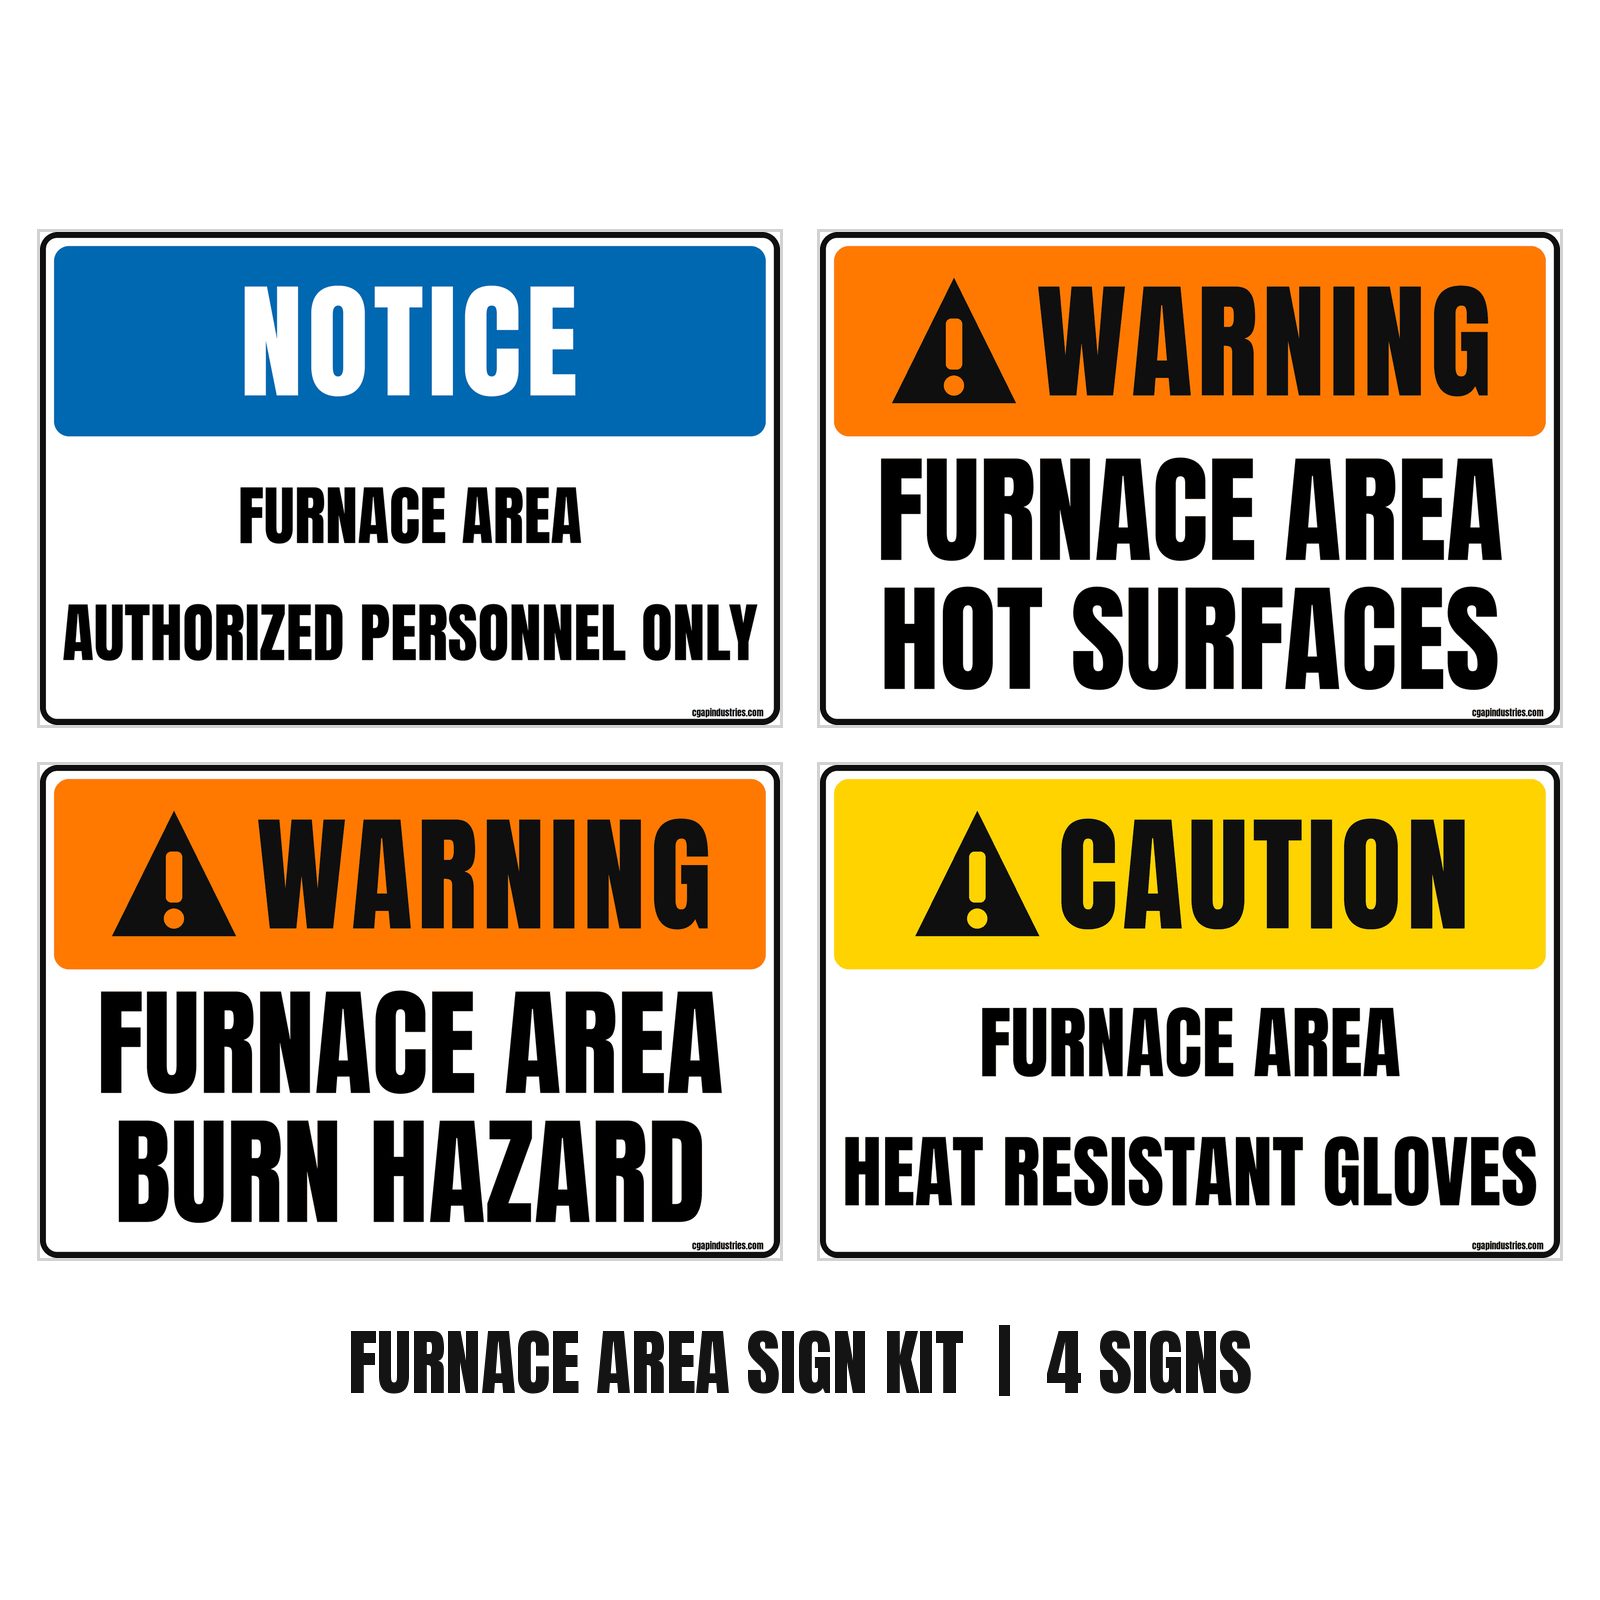 NOTICE
FURNACE AREA
AUTHORIZED PERSONNEL ONLY
cgapindustries.com
WARNING
FURNACE AREA
HOT SURFACES
cgapindustries.com
WARNING
FURNACE AREA
BURN HAZARD
cgapindustries.com
CAUTION
FURNACE AREA
HEAT RESISTANT GLOVES
cgapindustries.com
FURNACE AREA SIGN KIT | 4 SIGNS